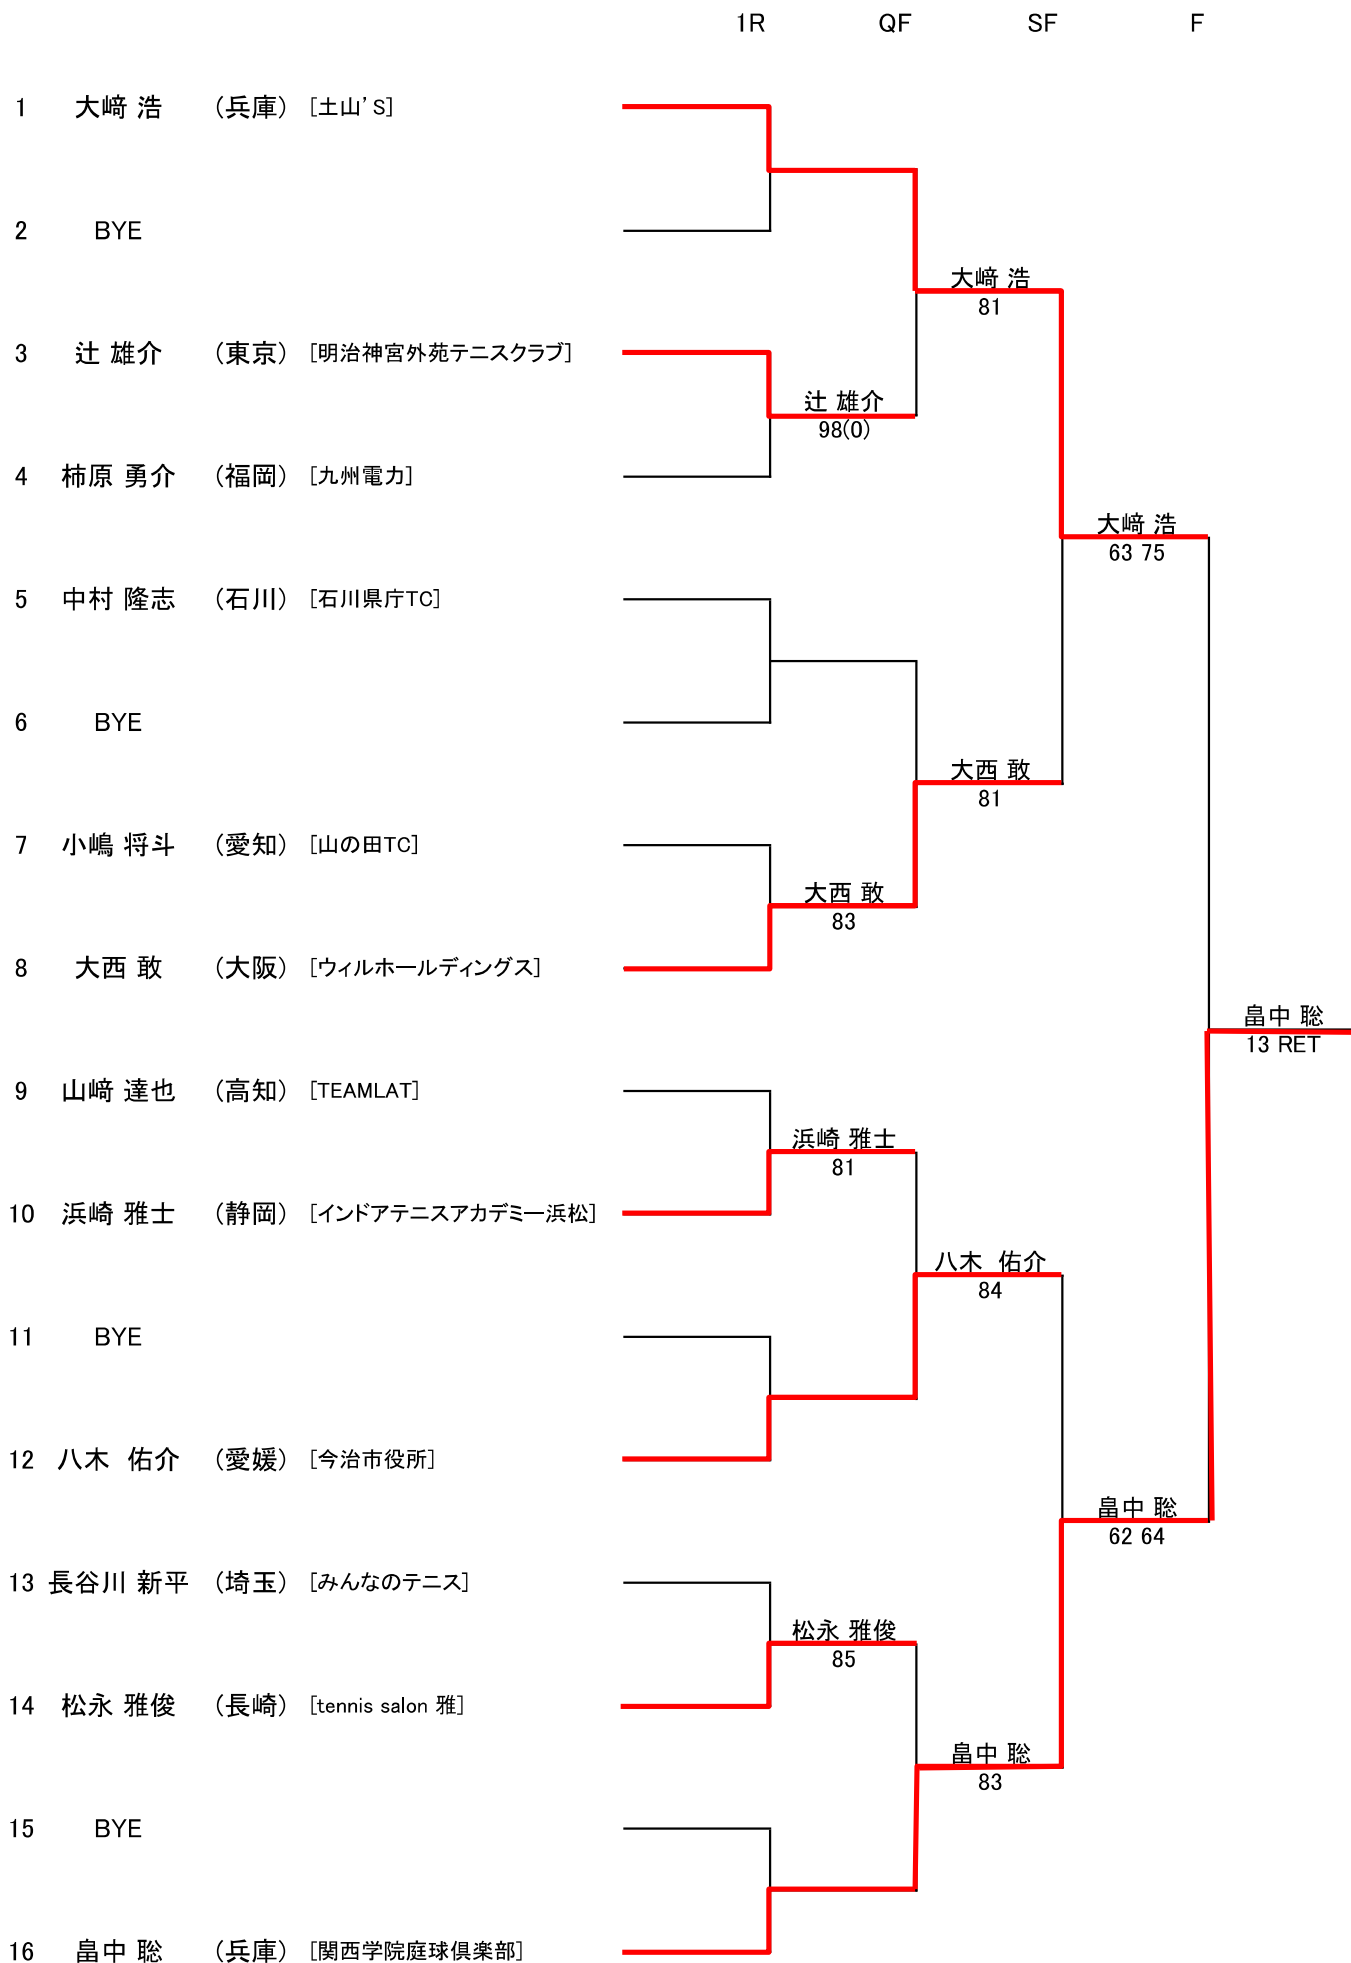 1R QF SF F
1 大﨑 浩 （兵庫） [土山’S]
2 BYE
大﨑 浩
81
3 辻 雄介 （東京） [明治神宮外苑テニスクラブ]
辻 雄介
98(0)
4 柿原 勇介 （福岡） [九州電力]
大﨑 浩
63 75
5 中村 隆志 （石川） [石川県庁TC]
6 BYE
大西 敢
81
7 小嶋 将斗 （愛知） [山の田TC]
大西 敢
83
8 大西 敢 （大阪） [ウィルホールディングス]
畠中 聡
13 RET
9 山﨑 達也 （高知） [TEAMLAT]
浜崎 雅士
81
10 浜崎 雅士 （静岡） [インドアテニスアカデミー浜松]
八木 佑介
84
11 BYE
12 八木 佑介 （愛媛） [今治市役所]
畠中 聡
62 64
13 長谷川 新平 （埼玉） [みんなのテニス]
松永 雅俊
85
14 松永 雅俊 （長崎） [tennis salon 雅]
畠中 聡
83
15 BYE
16 畠中 聡 （兵庫） [関西学院庭球倶楽部]